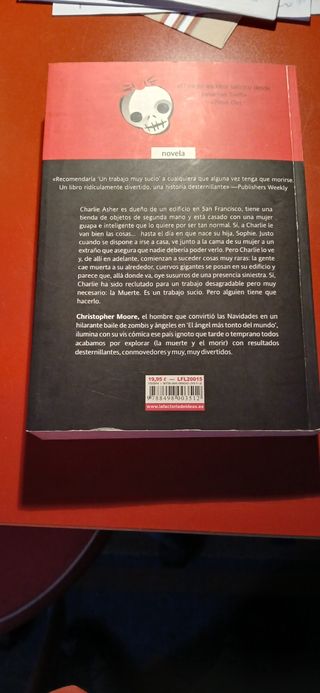 novela
«Recomendaría 'Un trabajo muy sucio' a cualquiera que alguna vez tenga que morirse.
Un libro ridículamente divertido, una historia desternillante»—Publishers Weekly
Charlie Asher es dueño de un edificio en San Francisco, tiene una
tienda de objetos de segunda mano y está casado con una mujer
guapa e inteligente que lo quiere por ser tan normal. Sí, a Charlie le
van bien las cosas... hasta el día en que nace su hija, Sophie. Justo
cuando se dispone a irse a casa, ve junto a la cama de su mujer a un
extraño que asegura que nadie debería poder verlo. Pero Charlie lo ve
y, de allí en adelante, comienzan a suceder cosas muy raras: la gente
cae muerta a su alrededor, cuervos gigantes se posan en su edificio y
parece que, allá donde va, oye susurros de una presencia siniestra. Sí,
Charlie ha sido reclutado para un trabajo desagradable pero muy
necesario: la Muerte. Es un trabajo sucio. Pero alguien tiene que
hacerlo.
Christopher Moore, el hombre que convirtió las Navidades en un
hilarante baile de zombis y ángeles en 'El ángel más tonto del mundo',
ilumina con su vis cómica ese país ignoto que tarde o temprano todos
acabamos por explorar (la muerte y el morir) con resultados
desternillantes, conmovedores y muy, muy divertidos.
19,95 € — LFL20015
9788498003512
www.lafactoriadeideas.es